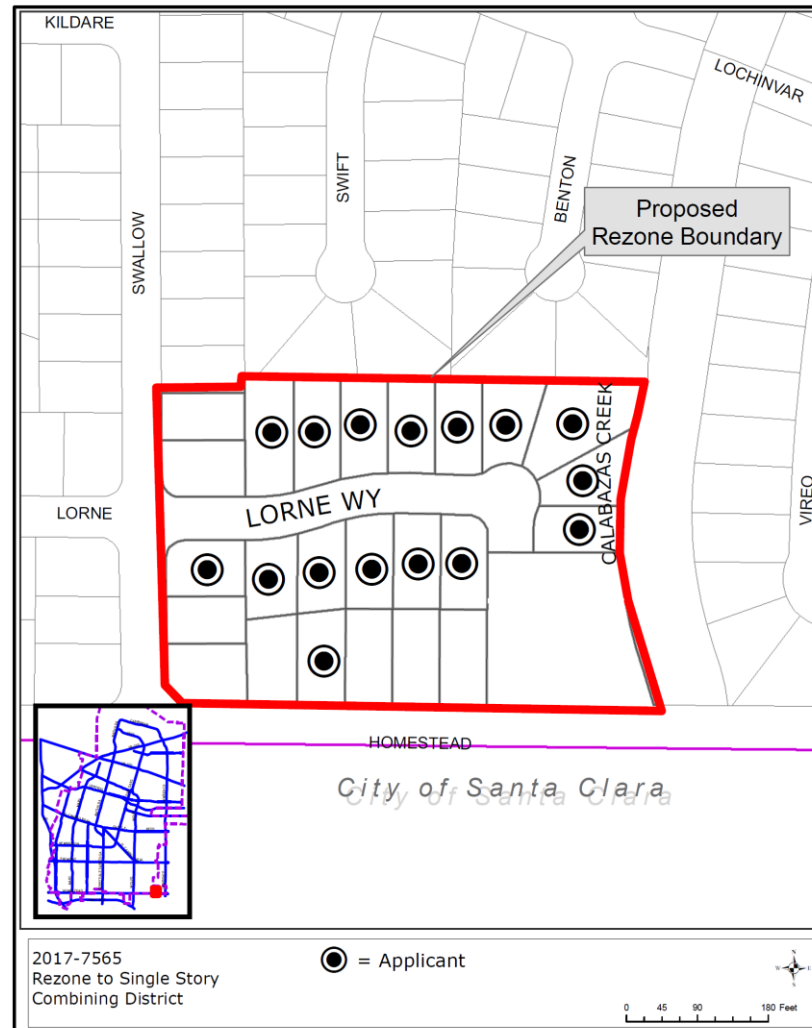 KILDARE
LOCHINVAR
SWIFT
BENTON
SWALLOW
Proposed
Rezone Boundary
CALABAZAS CREEK
LORNE
LORNE WY
VIREO
HOMESTEAD
City of Santa Clara
2017-7565
Rezone to Single Story
Combining District
= Applicant
N
W
E
S
0 45 90 180 Feet